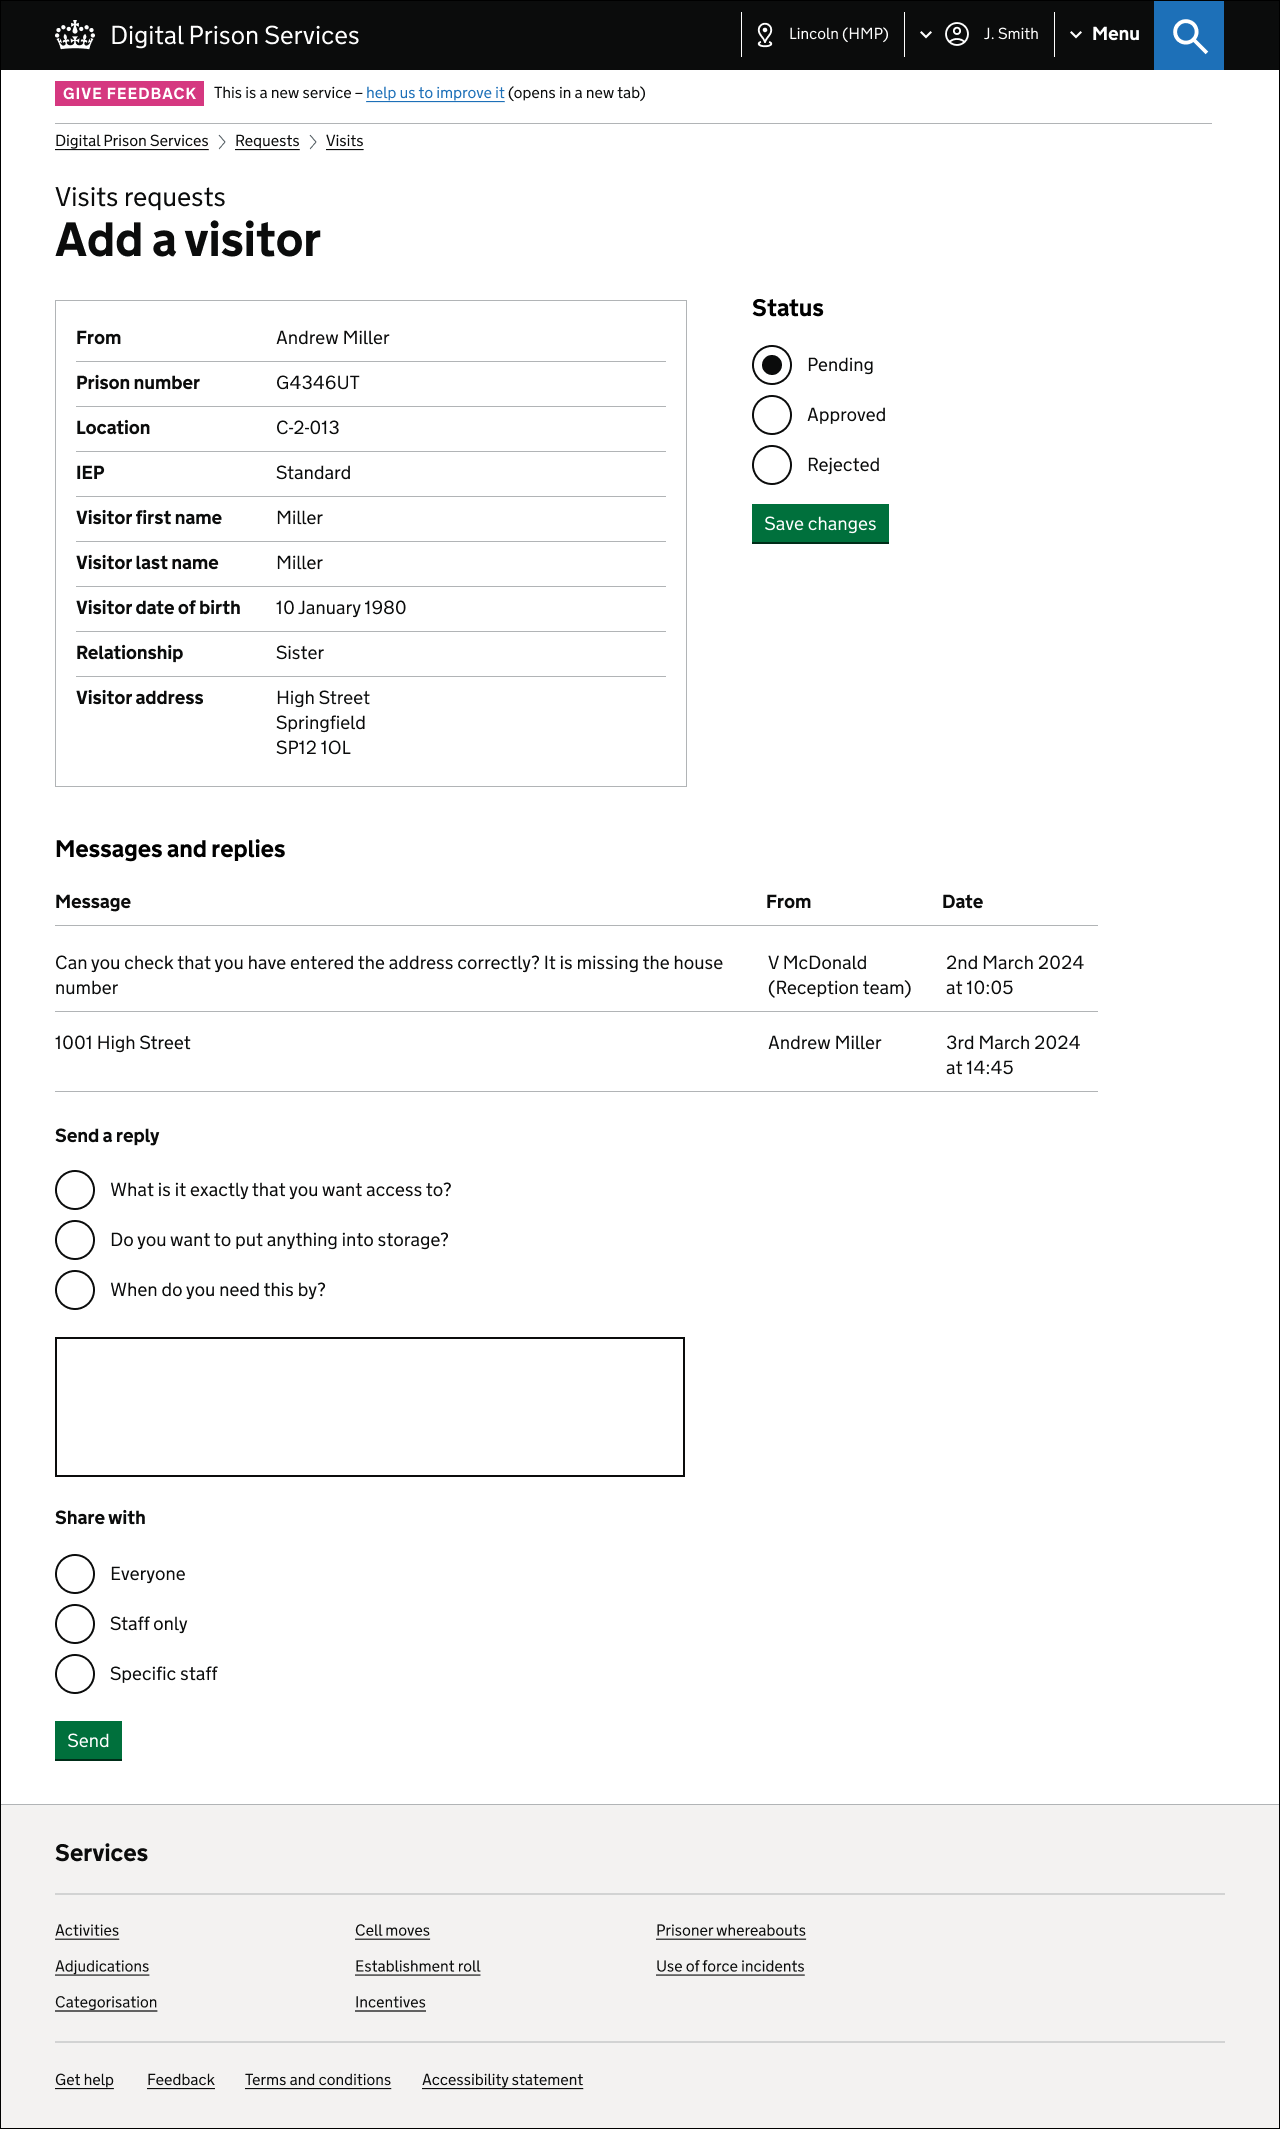 Digital Prison Services
Lincoln (HMP)
J. Smith
Menu
GIVE FEEDBACK This is a new service – help us to improve it (opens in a new tab)
Digital Prison Services > Requests > Visits
Visits requests
Add a visitor
From Andrew Miller
Prison number G4346UT
Location C-2-013
IEP Standard
Visitor first name Miller
Visitor last name Miller
Visitor date of birth 10 January 1980
Relationship Sister
Visitor address High Street
Springfield
SP12 1OL
Status
Pending
Approved
Rejected
Save changes
Messages and replies
Message From Date
Can you check that you have entered the address correctly? It is missing the house
number
V McDonald
(Reception team)
2nd March 2024
at 10:05
1001 High Street
Andrew Miller
3rd March 2024
at 14:45
Send a reply
What is it exactly that you want access to?
Do you want to put anything into storage?
When do you need this by?
Share with
Everyone
Staff only
Specific staff
Send
Services
Activities Cell moves Prisoner whereabouts
Adjudications Establishment roll Use of force incidents
Categorisation Incentives
Get help Feedback Terms and conditions Accessibility statement